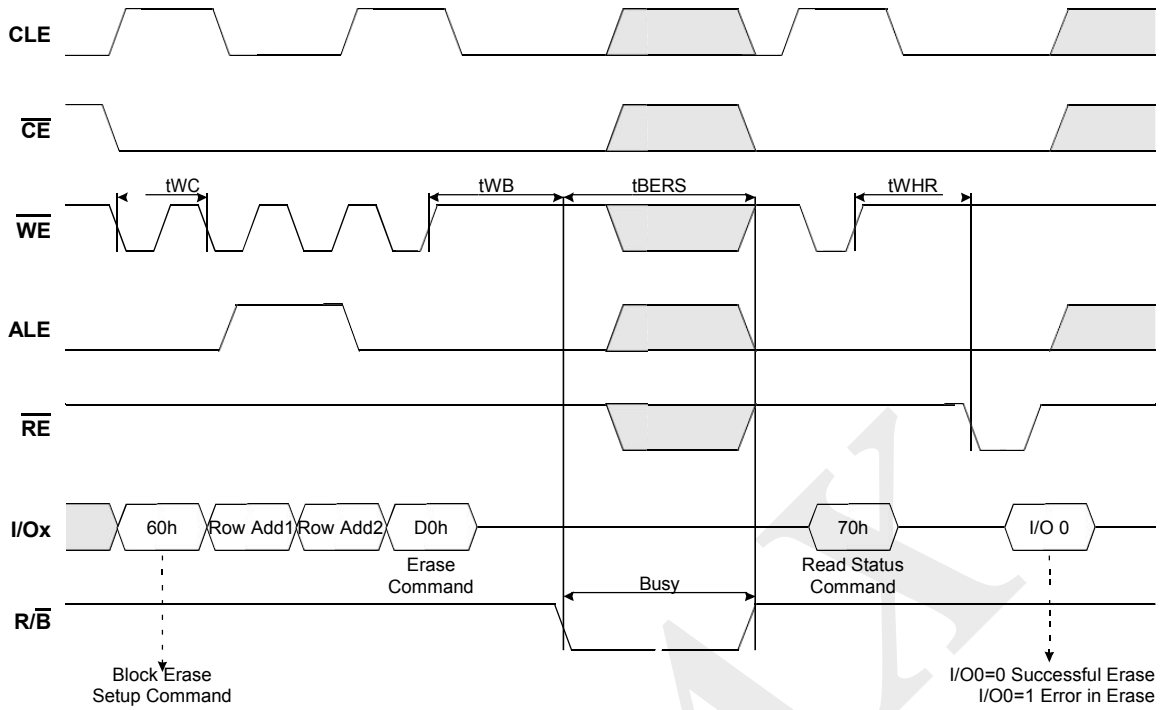 CLE
CE
tWC
tWB
tBERS
tWHR
WE
ALE
RE
I/Ox
60h
Row Add1
Row Add2
D0h
70h
I/O 0
Erase
Command
Read Status
Command
Busy
R/B
Block Erase
Setup Command
I/O0=0 Successful Erase
I/O0=1 Error in Erase